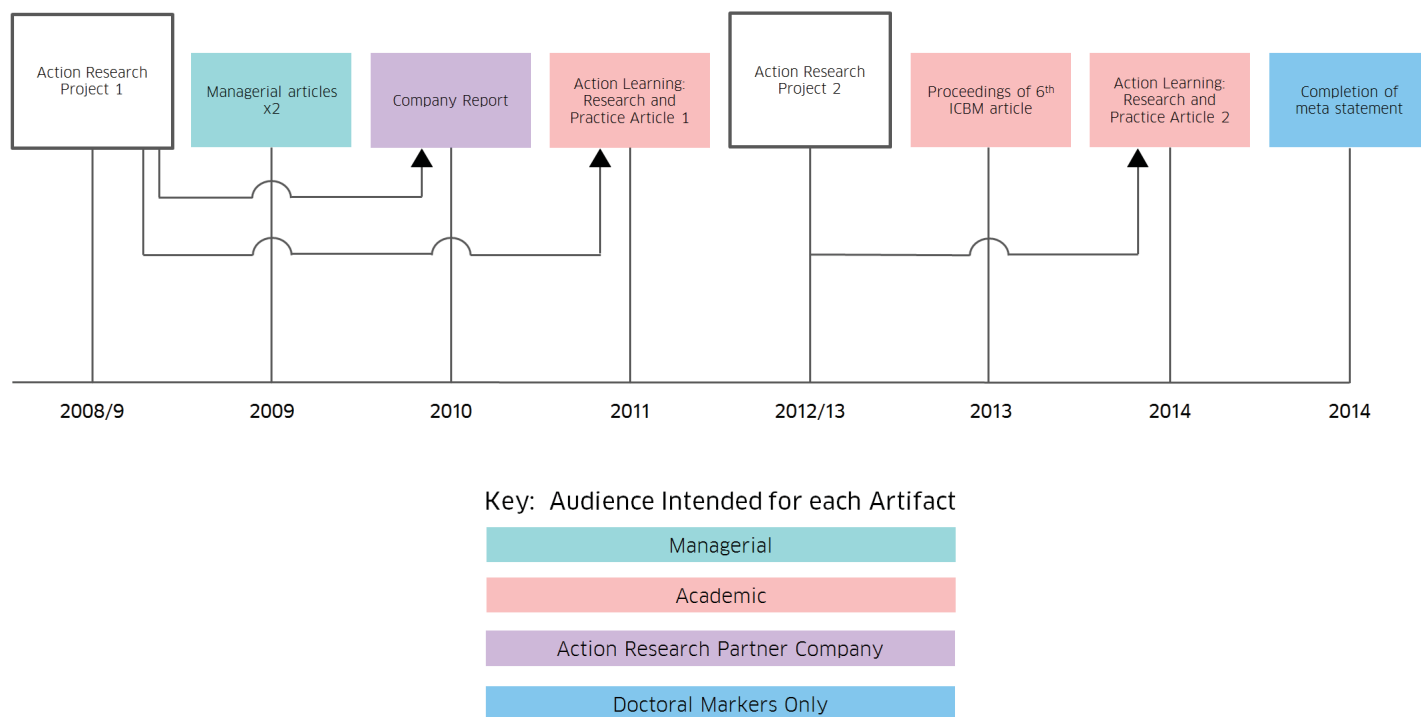 Action Research
Project 1
Managerial articles
x2
Company Report
Action Learning:
Research and
Practice Article 1
Action Research
Project 2
Proceedings of 6th
ICBM article
Action Learning:
Research and
Practice Article 2
Completion of
meta statement
2008/9
2009
2010
2011
2012/13
2013
2014
2014
Key: Audience Intended for each Artifact
Managerial
Academic
Action Research Partner Company
Doctoral Markers Only